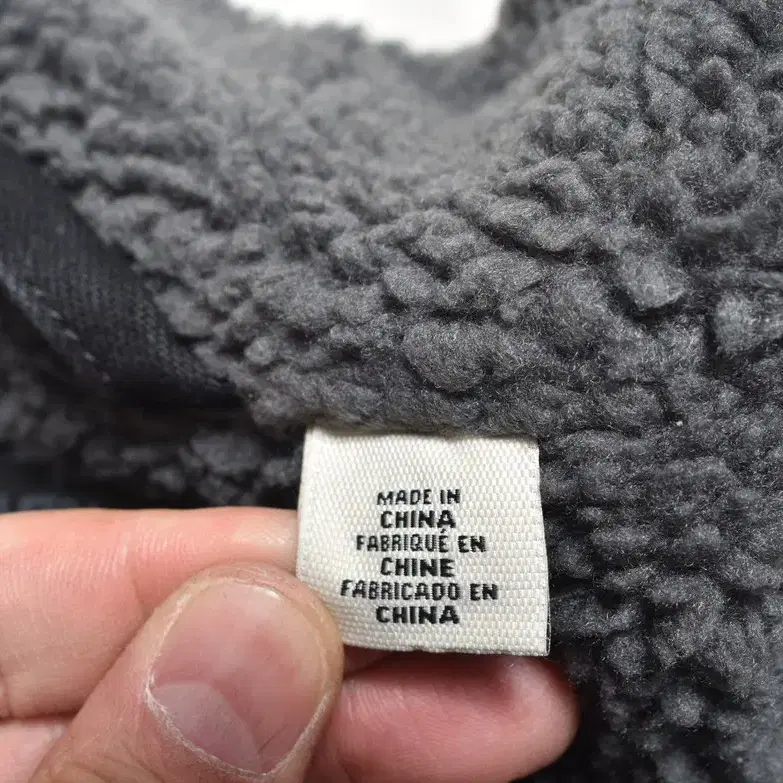 MADE IN
CHINA
FABRIQUÉ EN
CHINE
FABRICADO EN
CHINA